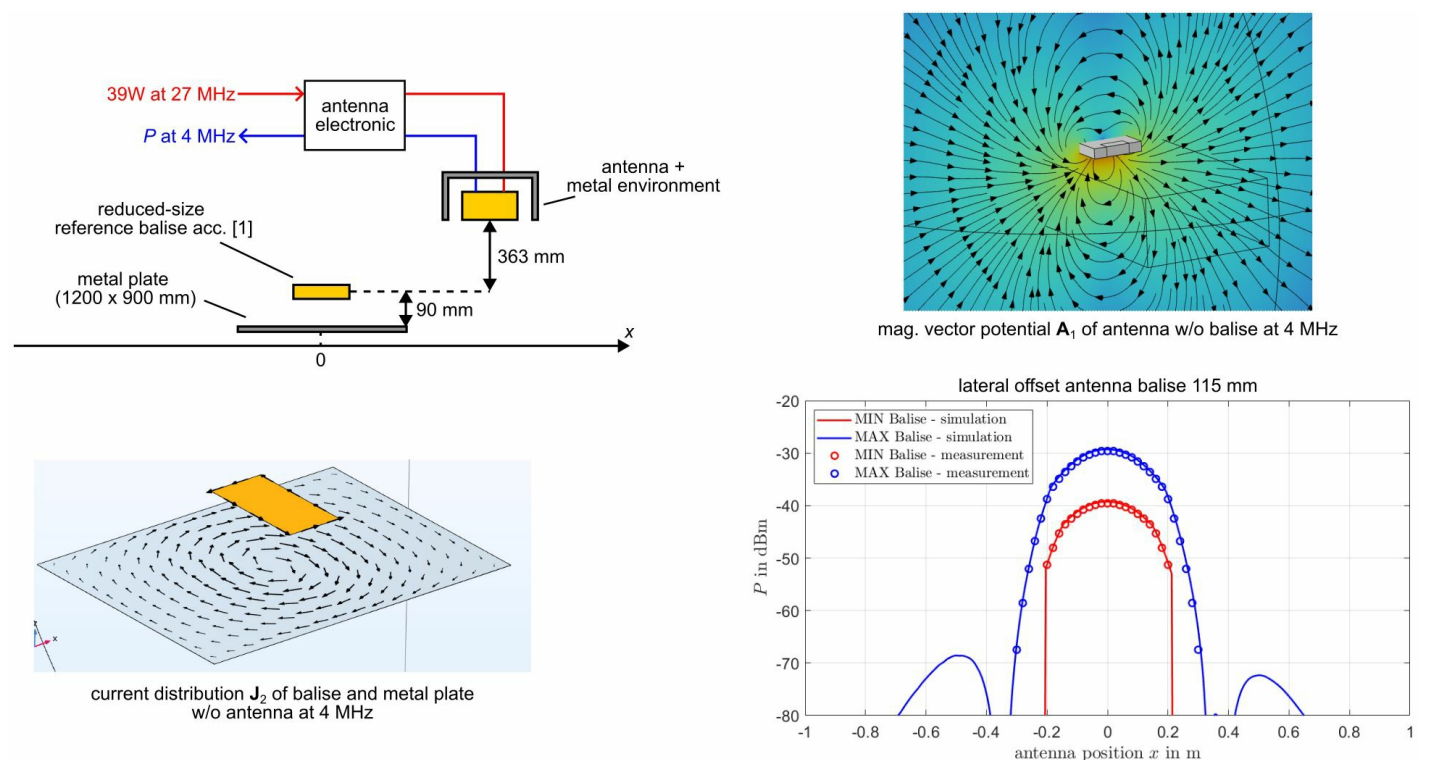 39W at 27 MHz
P at 4 MHz
antenna
electronic
antenna +
metal environment
reduced-size
reference balise acc. [1]
metal plate
(1200 x 900 mm)
363 mm
90 mm
x
0
mag. vector potential A1 of antenna w/o balise at 4 MHz
x
current distribution J2 of balise and metal plate
w/o antenna at 4 MHz
lateral offset antenna balise 115 mm
MIN Balise - simulation
MAX Balise - simulation
MIN Balise - measurement
MAX Balise - measurement
P in dBm
-20
-30
-40
-50
-60
-70
-80
-1 -0.8 -0.6 -0.4 -0.2 0 0.2 0.4 0.6 0.8 1
antenna position x in m